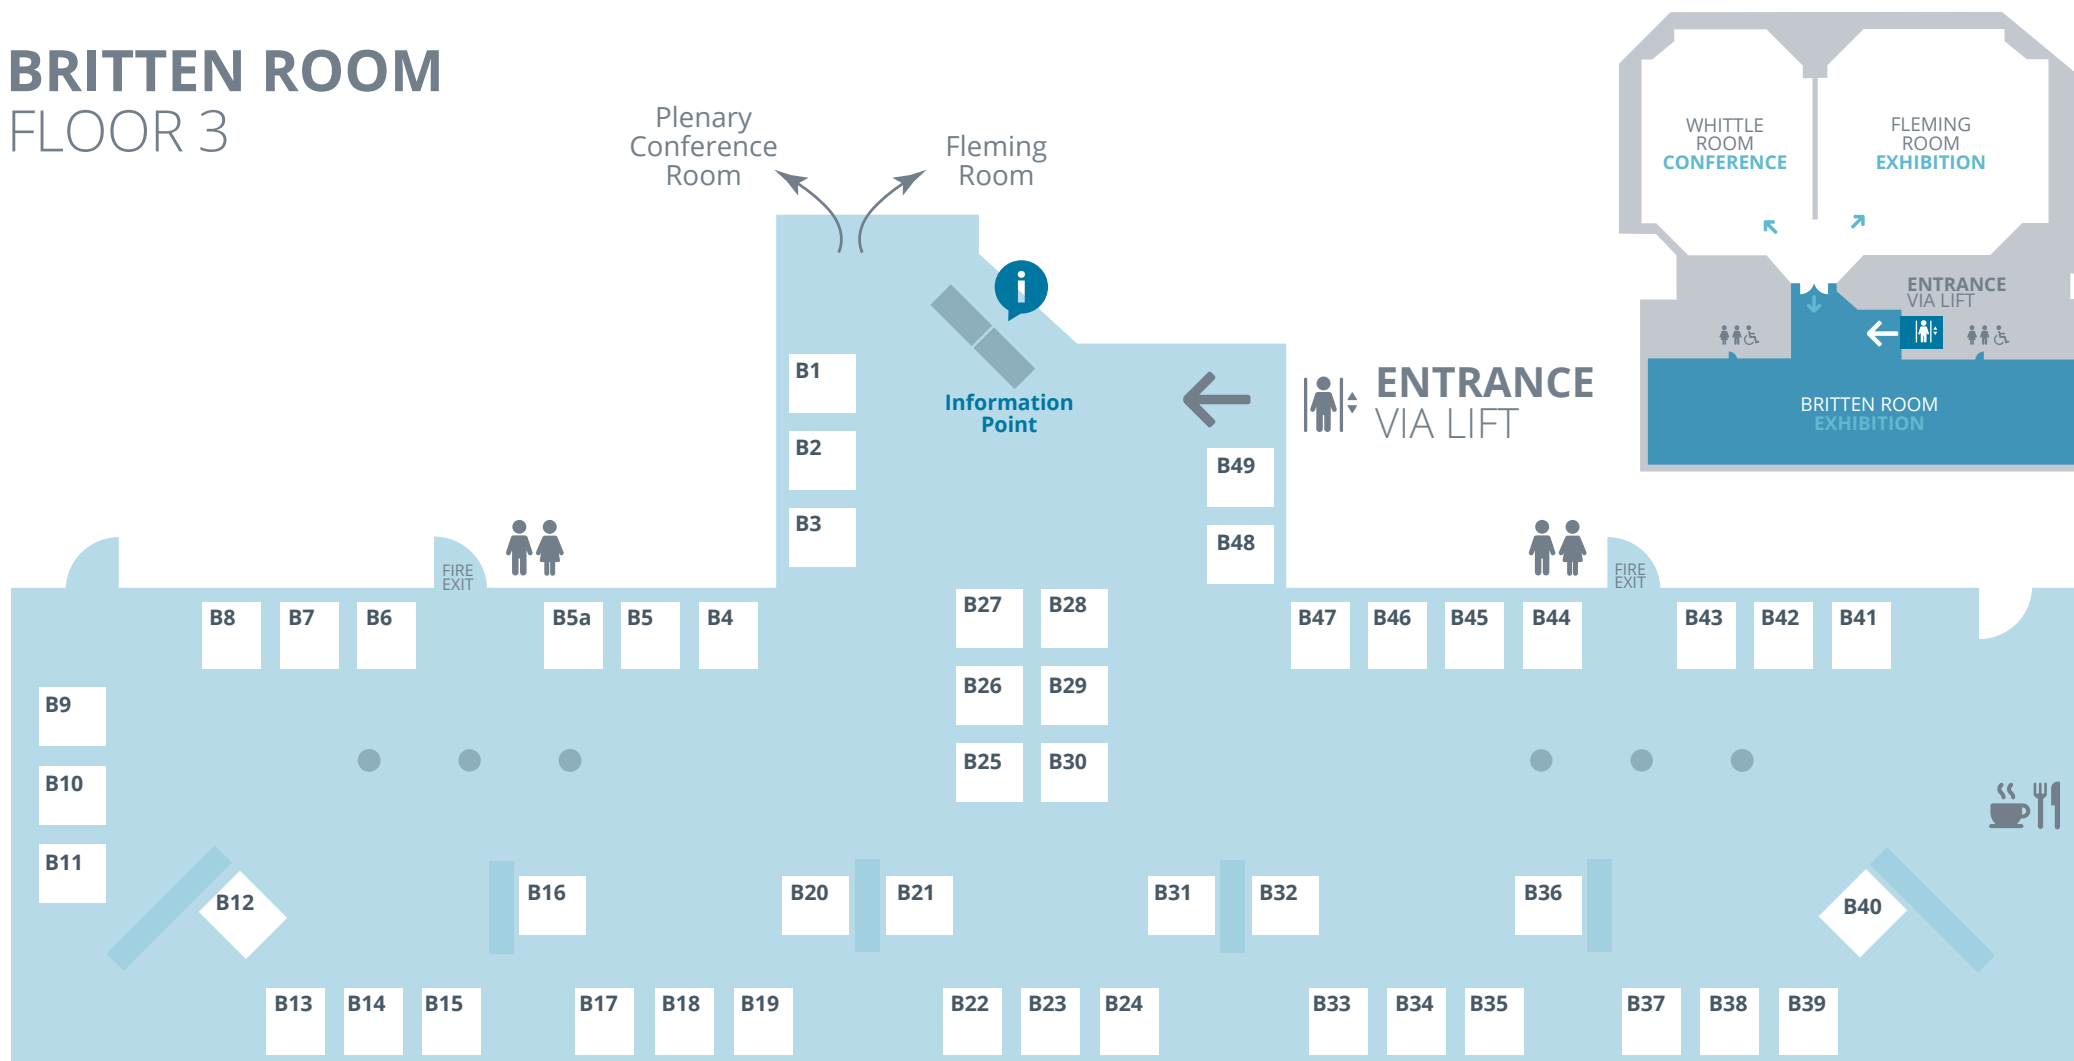 BRITTEN ROOM
FLOOR 3
Plenary
Conference
Room
Fleming
Room
WHITTLE
ROOM
CONFERENCE
FLEMING
ROOM
EXHIBITION
ENTRANCE
VIA LIFT
BRITTEN ROOM
EXHIBITION
i
Information
Point
ENTRANCE
VIA LIFT
B1
B2
B3
B49
B48
FIRE
EXIT
FIRE
EXIT
B8
B7
B6
B5a
B5
B4
B27
B28
B47
B46
B45
B44
B43
B42
B41
B9
B26
B29
B10
B25
B30
B11
B12
B16
B20
B21
B31
B32
B36
B40
B13
B14
B15
B17
B18
B19
B22
B23
B24
B33
B34
B35
B37
B38
B39